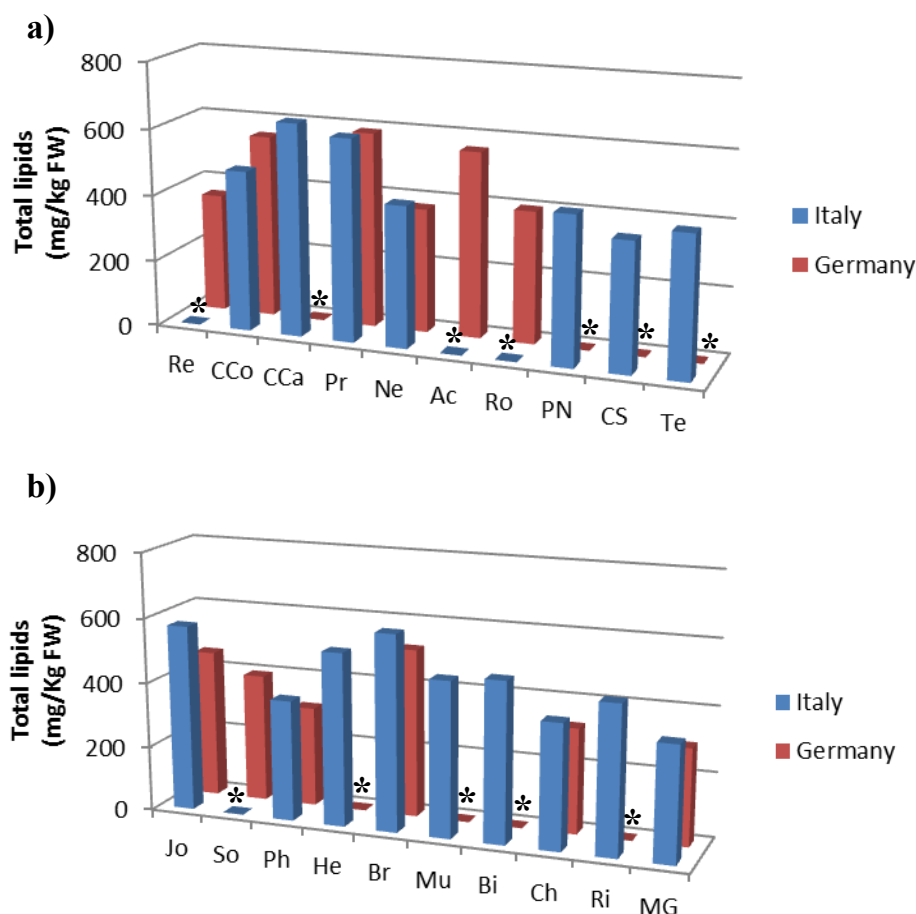 a)
800
600
400
200
0
Total lipids
(mg/kg FW)
* * * * * * *
Re CCo CCa Pr Ne Ac Ro PN CS Te
Italy
Germany
b)
800
600
400
200
0
Total lipids
(mg/Kg FW)
* * * * *
Jo So Ph He Br Mu Bi Ch Ri MG
Italy
Germany